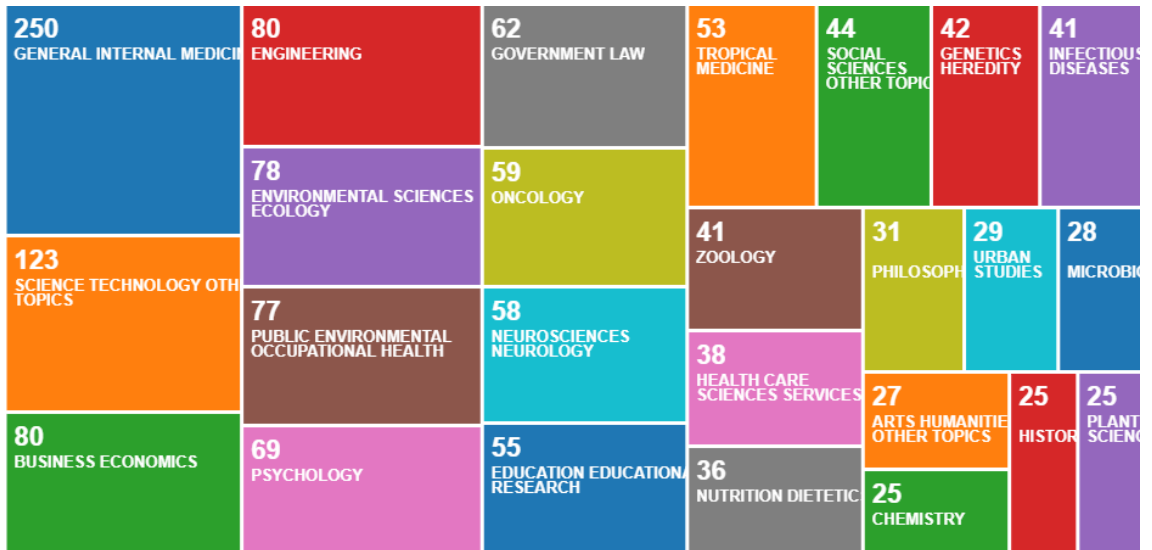 250
GENERAL INTERNAL MEDICI
123
SCIENCE TECHNOLOGY OTH
TOPICS
80
BUSINESS ECONOMICS
80
ENGINEERING
78
ENVIRONMENTAL SCIENCES
ECOLOGY
77
PUBLIC ENVIRONMENTAL
OCCUPATIONAL HEALTH
69
PSYCHOLOGY
62
GOVERNMENT LAW
59
ONCOLOGY
58
NEUROSCIENCES
NEUROLOGY
55
EDUCATION EDUCATIONA
RESEARCH
53
TROPICAL
MEDICINE
44
SOCIAL
SCIENCES
OTHER TOPIC
42
GENETICS
HEREDITY
41
INFECTIOUS
DISEASES
41
ZOOLOGY
38
HEALTH CARE
SCIENCES SERVICES
36
NUTRITION DIETETIC
31
PHILOSOPH
29
URBAN
STUDIES
28
MICROBIO
27
ARTS HUMANITIE
OTHER TOPICS
25
CHEMISTRY
25
HISTOR
25
PLANT
SCIENC